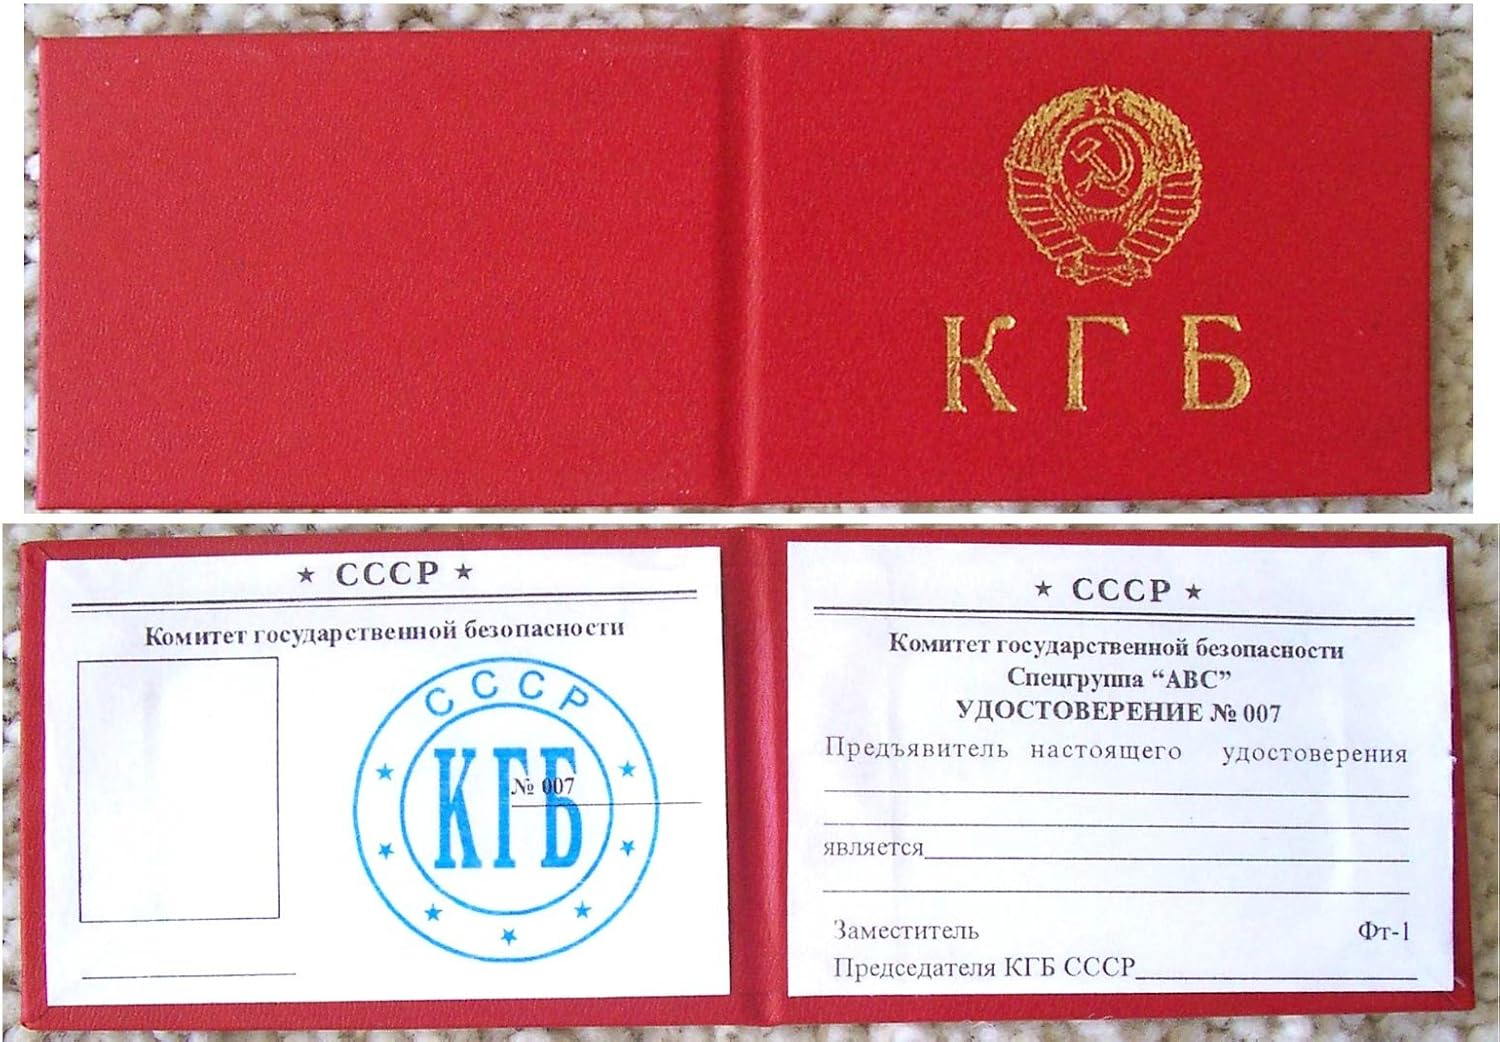 КГБ
★ СССР ★
Комитет государственной безопасности
СССР
КГБ
№ 007
★ СССР ★
Комитет государственной безопасности
Спецгруппа “АВС”
УДОСТОВЕРЕНИЕ № 007
Предъявитель настоящего удостоверения
является
Заместитель Фт-1
Председателя КГБ СССР